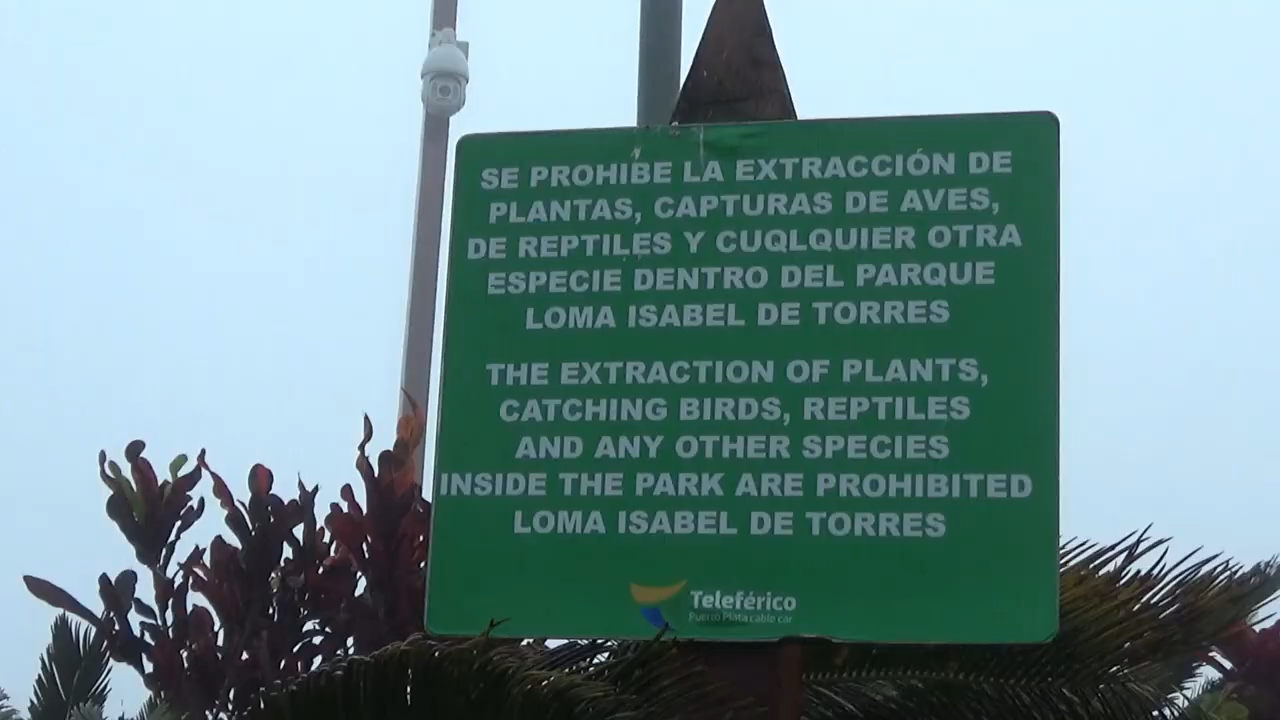 SE PROHIBE LA EXTRACCIÓN DE
PLANTAS, CAPTURAS DE AVES,
DE REPTILES Y CUQLQUIER OTRA
ESPECIE DENTRO DEL PARQUE
LOMA ISABEL DE TORRES
THE EXTRACTION OF PLANTS,
CATCHING BIRDS, REPTILES
AND ANY OTHER SPECIES
INSIDE THE PARK ARE PROHIBITED
LOMA ISABEL DE TORRES
Teleférico
Puerto Plata cable car